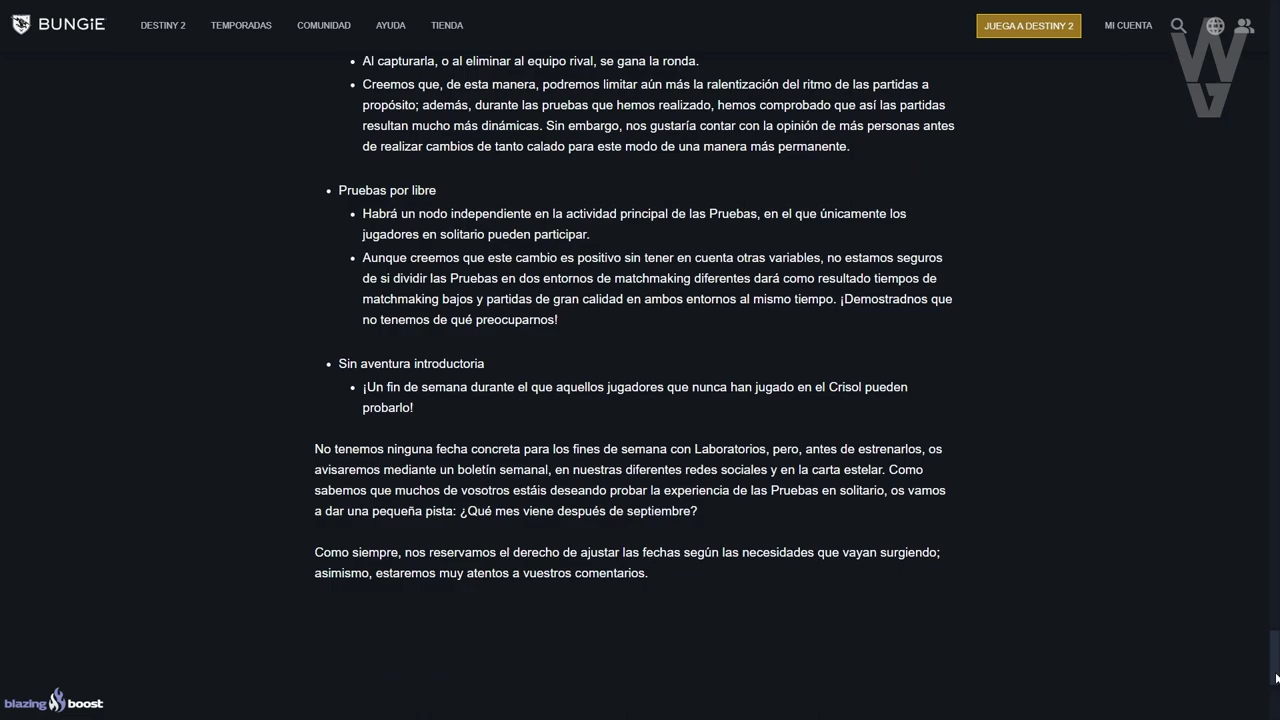 BUNGiE
DESTINY 2
TEMPORADAS
COMUNIDAD
AYUDA
TIENDA
JUEGA A DESTINY 2
MI CUENTA
Al capturarla, o al eliminar al equipo rival, se gana la ronda.
Creemos que, de esta manera, podremos limitar aún más la ralentización del ritmo de las partidas a
propósito; además, durante las pruebas que hemos realizado, hemos comprobado que así las partidas
resultan mucho más dinámicas. Sin embargo, nos gustaría contar con la opinión de más personas antes
de realizar cambios de tanto calado para este modo de una manera más permanente.
Pruebas por libre
Habrá un nodo independiente en la actividad principal de las Pruebas, en el que únicamente los
jugadores en solitario pueden participar.
Aunque creemos que este cambio es positivo sin tener en cuenta otras variables, no estamos seguros
de si dividir las Pruebas en dos entornos de matchmaking diferentes dará como resultado tiempos de
matchmaking bajos y partidas de gran calidad en ambos entornos al mismo tiempo. ¡Demostradnos que
no tenemos de qué preocuparnos!
Sin aventura introductoria
¡Un fin de semana durante el que aquellos jugadores que nunca han jugado en el Crisol pueden
probarlo!
No tenemos ninguna fecha concreta para los fines de semana con Laboratorios, pero, antes de estrenarlos, os
avisaremos mediante un boletín semanal, en nuestras diferentes redes sociales y en la carta estelar. Como
sabemos que muchos de vosotros estáis deseando probar la experiencia de las Pruebas en solitario, os vamos
a dar una pequeña pista: ¿Qué mes viene después de septiembre?
Como siempre, nos reservamos el derecho de ajustar las fechas según las necesidades que vayan surgiendo;
asimismo, estaremos muy atentos a vuestros comentarios.
blazing boost